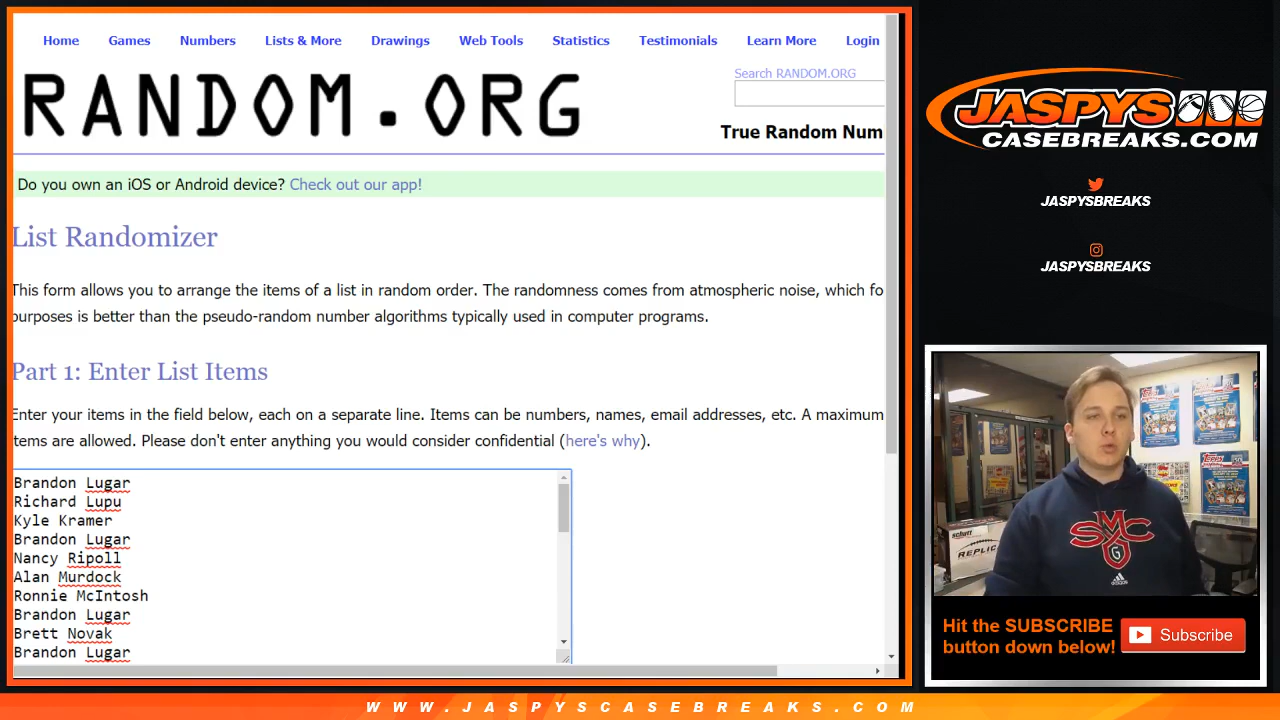 Home Games Numbers Lists & More Drawings Web Tools Statistics Testimonials Learn More Login
RANDOM.ORG
Search RANDOM.ORG
True Random Num
Do you own an iOS or Android device? Check out our app!
List Randomizer
This form allows you to arrange the items of a list in random order. The randomness comes from atmospheric noise, which fo
purposes is better than the pseudo-random number algorithms typically used in computer programs.
Part 1: Enter List Items
Enter your items in the field below, each on a separate line. Items can be numbers, names, email addresses, etc. A maximum
tems are allowed. Please don't enter anything you would consider confidential (here's why).
Brandon Lugar
Richard Lupu
Kyle Kramer
Brandon Lugar
Nancy Ripoll
Alan Murdock
Ronnie McIntosh
Brandon Lugar
Brett Novak
Brandon Lugar
JASPYS
CASEBREAKS.COM
JASPYSBREAKS
JASPYSBREAKS
schutt
REPLIC
SMC
G
adidas
Topps
Hit the SUBSCRIBE
button down below!
Subscribe
WWW.JASPYSCASEBREAKS.COM